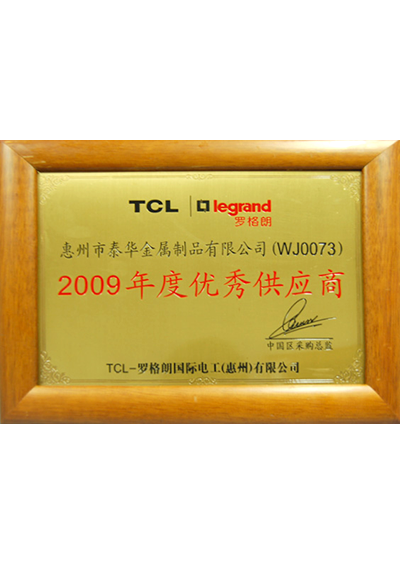 TCL legrand
罗格朗
惠州市泰华金属制品有限公司(WJ0073)
2009年度优秀供应商
中国区采购总监
TCL-罗格朗国际电工(惠州)有限公司